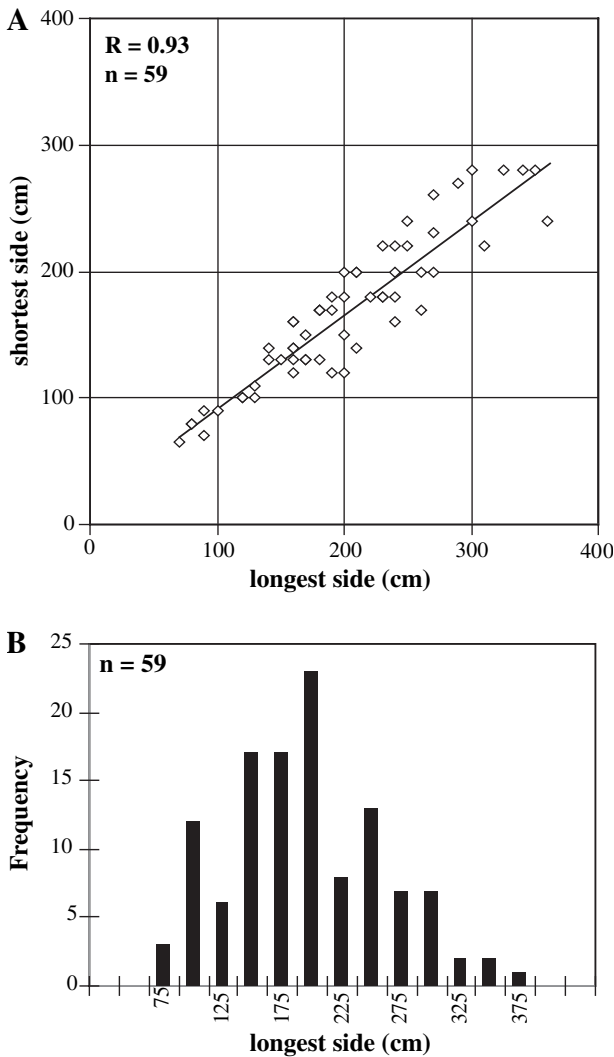 A
R = 0.93
n = 59
400
300
200
100
0
0 100 200 300 400
shortest side (cm)
longest side (cm)
B
n = 59
25
20
15
10
5
0
Frequency
75 125 175 225 275 325 375
longest side (cm)